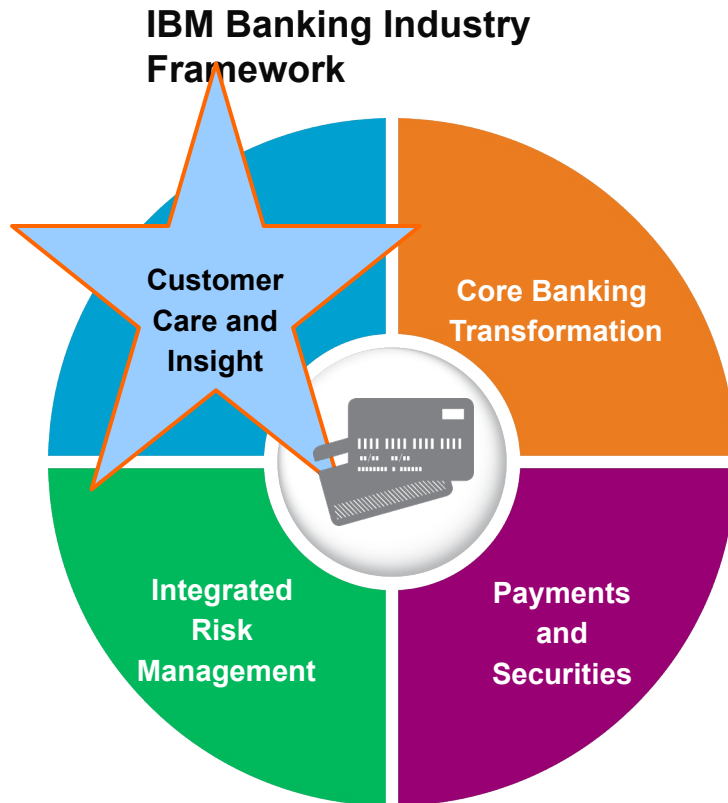 IBM Banking Industry
Framework
Customer
Care and
Insight
Core Banking
Transformation
Integrated
Risk
Management
Payments
and
Securities